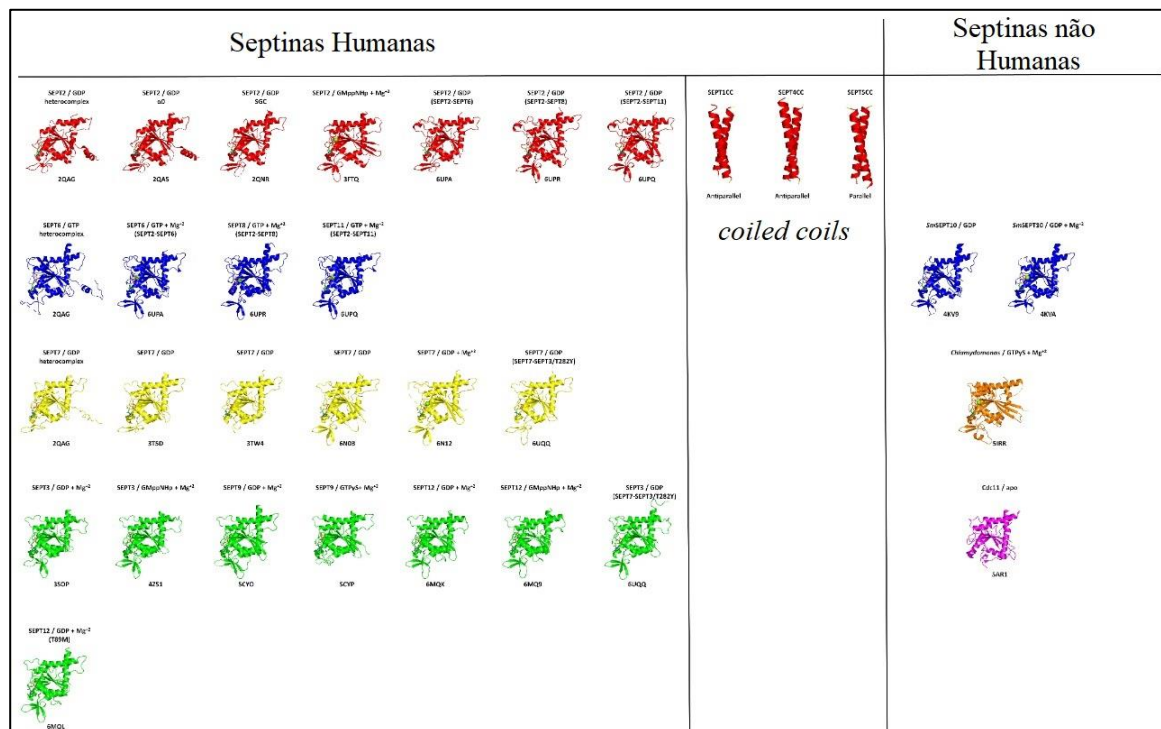 Septinas Humanas
Septinas não
Humanas
SEPT2 / GDP
heterocomplex
2QAG
SEPT2 / GDP
α0
2QA5
SEPT2 / GDP
SGC
2QNR
SEPT2 / GMppNHp + Mg⁺²
3FTQ
SEPT2 / GDP
(SEPT2-SEPT6)
6UPA
SEPT2 / GDP
(SEPT2-SEPT8)
6UPR
SEPT2 / GDP
(SEPT2-SEPT11)
6UPQ
SEPT1CC
Antiparallel
SEPT4CC
Antiparallel
SEPT5CC
Parallel
coiled coils
SEPT6 / GTP
heterocomplex
2QAG
SEPT6 / GTP + Mg⁺²
(SEPT2-SEPT6)
6UPA
SEPT8 / GTP + Mg⁺²
(SEPT2-SEPT8)
6UPR
SEPT11 / GTP + Mg⁺²
(SEPT2-SEPT11)
6UPQ
SmSEPT10 / GDP
4KV9
SmSEPT10 / GDP + Mg⁺²
4KVA
SEPT7 / GDP
heterocomplex
2QAG
SEPT7 / GDP
3T5D
SEPT7 / GDP
3TW4
SEPT7 / GDP
6N0B
SEPT7 / GDP + Mg⁺²
6N12
SEPT7 / GDP
(SEPT7-SEPT3/T282Y)
6UQQ
Chlamydomonas / GTPγS + Mg⁺²
5IRR
SEPT3 / GDP + Mg⁺²
3SOP
SEPT3 / GMppNHp + Mg⁺²
4Z51
SEPT9 / GDP + Mg⁺²
5CYO
SEPT9 / GTPγS+ Mg⁺²
5CYP
SEPT12 / GDP + Mg⁺²
6MQK
SEPT12 / GMppNHp + Mg⁺²
6MQ9
SEPT3 / GDP
(SEPT7-SEPT3/T282Y)
6UQQ
Cdc11 / apo
5AR1
SEPT12 / GDP + Mg⁺²
(T89M)
6MQL